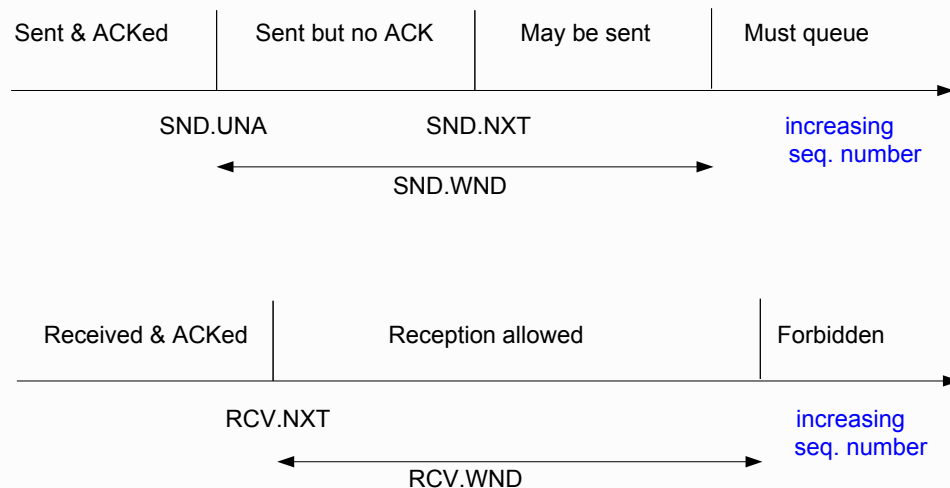 Sent & ACKed Sent but no ACK May be sent Must queue
SND.UNA SND.NXT increasing
seq. number
SND.WND
Received & ACKed Reception allowed Forbidden
RCV.NXT increasing
seq. number
RCV.WND